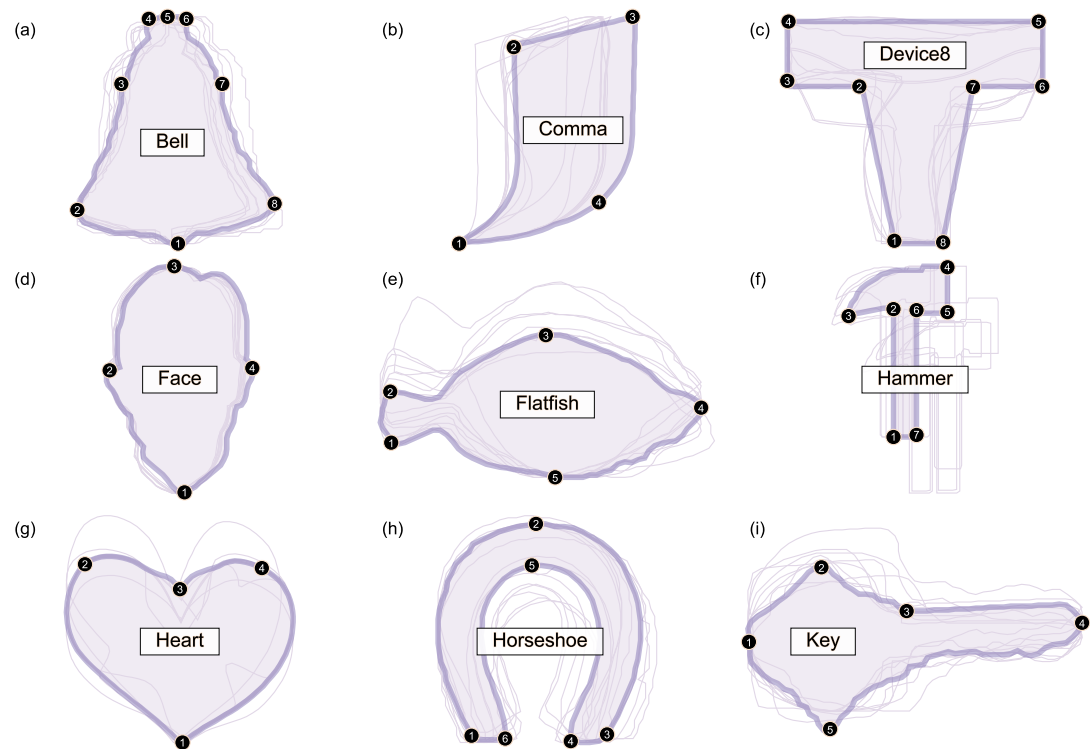 (a)
4 5 6
3 7
Bell
2 8
1
(b)
3
2
Comma
4
1
(c)
4 5
Device8
3 2 7 6
1 8
(d)
3
2 4
Face
1
(e)
3
2
Flatfish
4
1
5
(f)
4
3 2 6 5
Hammer
1 7
(g)
2 4
3
Heart
1
(h)
2
5
Horseshoe
1 6 4 3
(i)
2
3
4
1
Key
5